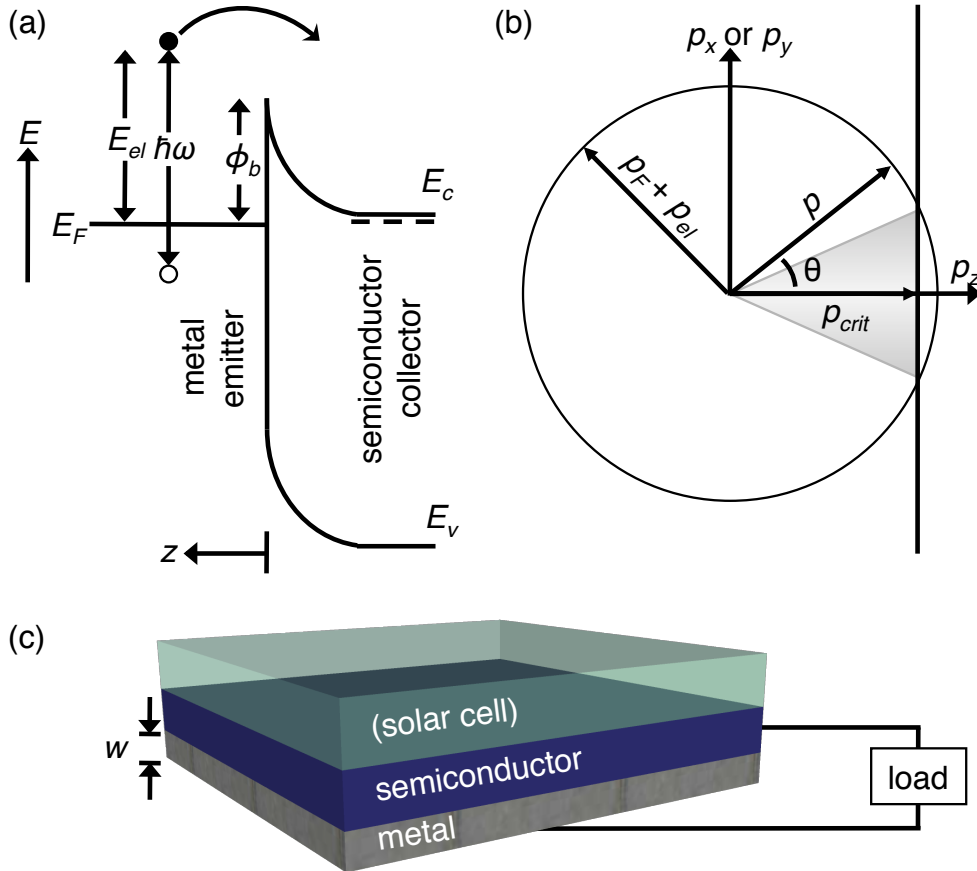 (a)
E
E_el
ħω
ϕ_b
E_c
E_F
metal
emitter
semiconductor
collector
E_v
z
(b)
p_x or p_y
p_F + p_el
p
θ
p_z
p_crit
(c)
w
(solar cell)
semiconductor
metal
load